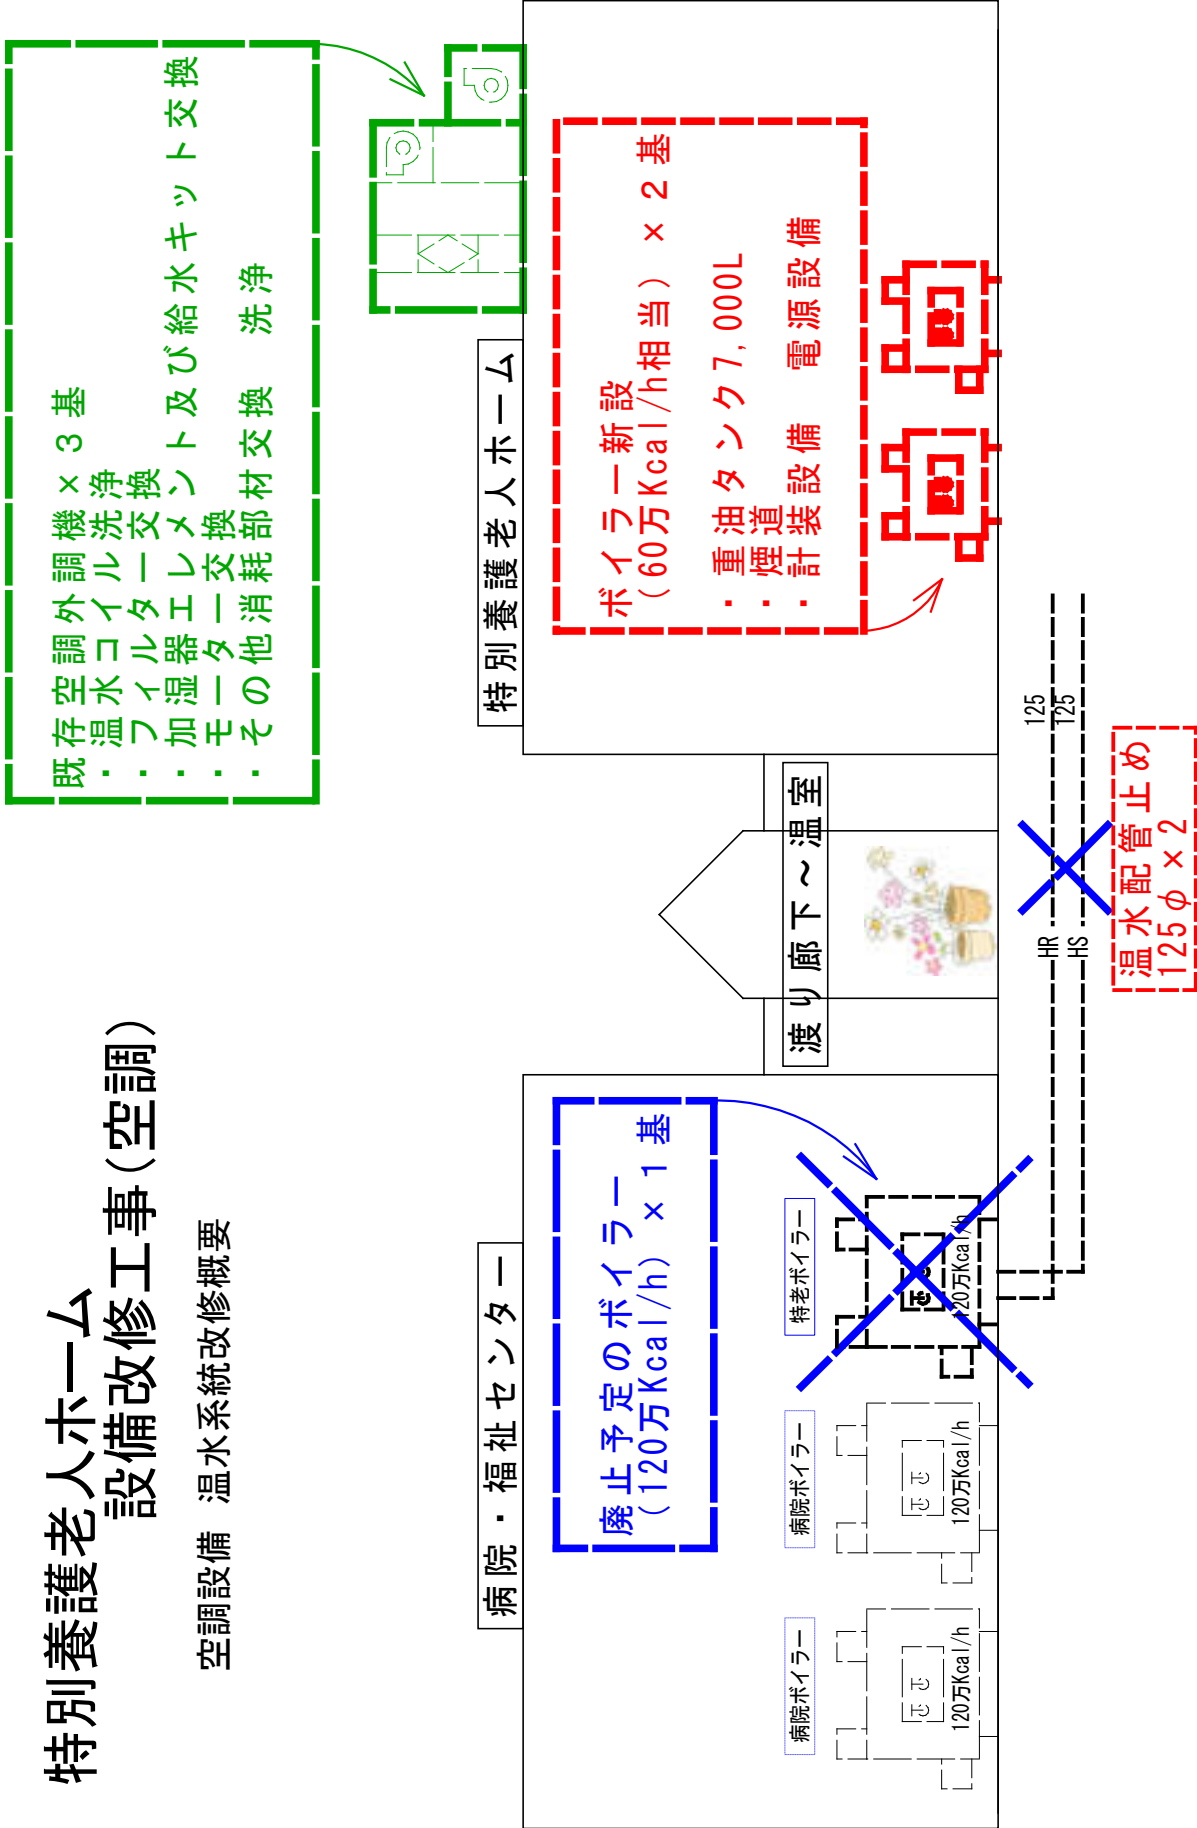 特別養護老人ホーム
設備改修工事(空調)
空調設備 温水系統改修概要
既存空調外調機×3基
・温水コイル洗浄
・フィルター交換
・加湿器エレメント及び給水キット交換
・モーター交換
・その他消耗部材交換 洗浄
病院・福祉センター
特別養護老人ホーム
廃止予定のボイラー
(120万Kcal/h)×1基
ボイラー新設
(60万Kcal/h相当)×2基
・重油タンク7,000L
・煙道
・計装設備 電源設備
渡り廊下~温室
病院ボイラー
病院ボイラー
特老ボイラー
120万Kcal/h
120万Kcal/h
120万Kcal/h
HR
HS
125
125
温水配管止め
125φ×2